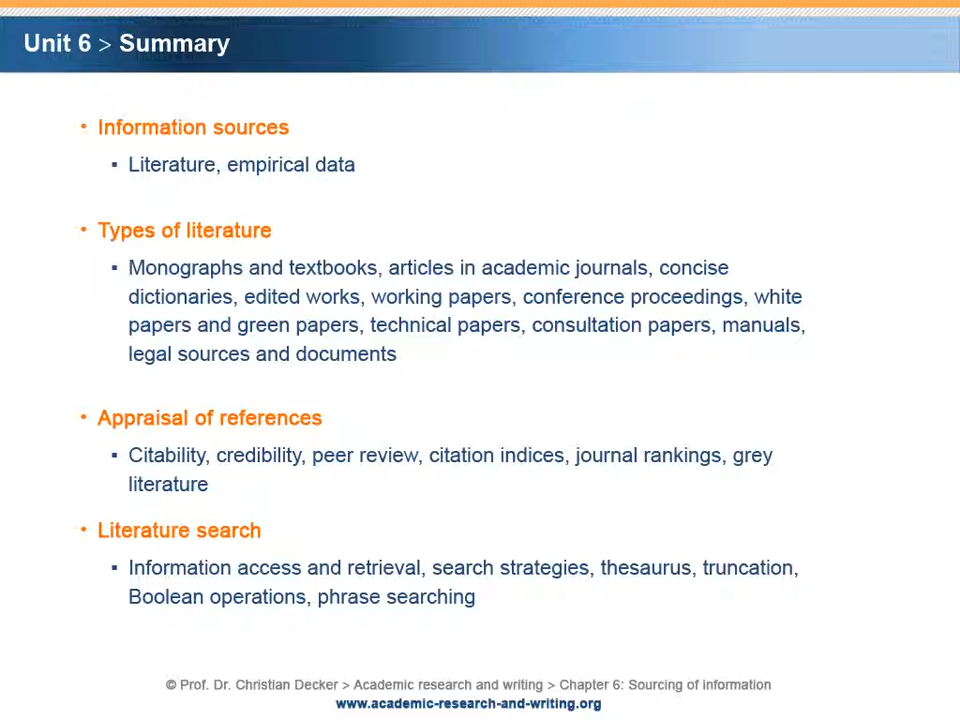 Unit 6 > Summary
• Information sources
▪ Literature, empirical data
• Types of literature
▪ Monographs and textbooks, articles in academic journals, concise
dictionaries, edited works, working papers, conference proceedings, white
papers and green papers, technical papers, consultation papers, manuals,
legal sources and documents
• Appraisal of references
▪ Citability, credibility, peer review, citation indices, journal rankings, grey
literature
• Literature search
▪ Information access and retrieval, search strategies, thesaurus, truncation,
Boolean operations, phrase searching
© Prof. Dr. Christian Decker > Academic research and writing > Chapter 6: Sourcing of information
www.academic-research-and-writing.org